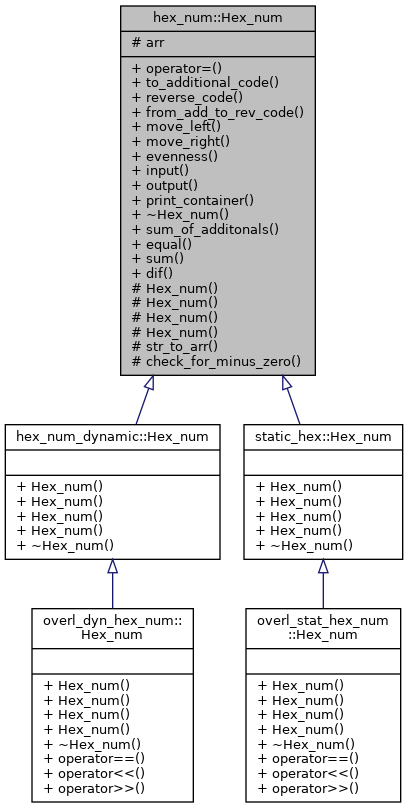 hex_num::Hex_num
# arr
+ operator=()
+ to_additional_code()
+ reverse_code()
+ from_add_to_rev_code()
+ move_left()
+ move_right()
+ evenness()
+ input()
+ output()
+ print_container()
+ ~Hex_num()
+ sum_of_additonals()
+ equal()
+ sum()
+ dif()
# Hex_num()
# Hex_num()
# Hex_num()
# Hex_num()
# str_to_arr()
# check_for_minus_zero()
hex_num_dynamic::Hex_num
+ Hex_num()
+ Hex_num()
+ Hex_num()
+ Hex_num()
+ ~Hex_num()
static_hex::Hex_num
+ Hex_num()
+ Hex_num()
+ Hex_num()
+ Hex_num()
+ ~Hex_num()
overl_dyn_hex_num::
Hex_num
+ Hex_num()
+ Hex_num()
+ Hex_num()
+ Hex_num()
+ ~Hex_num()
+ operator==()
+ operator<<()
+ operator>>()
overl_stat_hex_num
::Hex_num
+ Hex_num()
+ Hex_num()
+ Hex_num()
+ Hex_num()
+ ~Hex_num()
+ operator==()
+ operator<<()
+ operator>>()